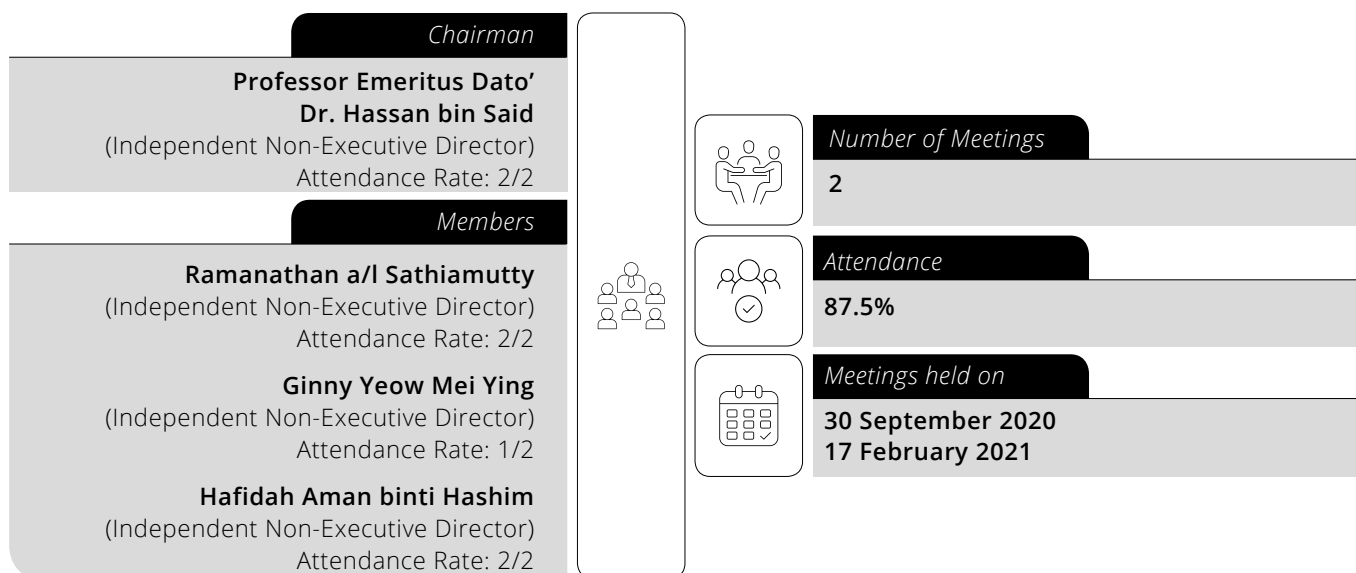 Chairman
Professor Emeritus Dato’
Dr. Hassan bin Said
(Independent Non-Executive Director)
Attendance Rate: 2/2
Members
Ramanathan a/l Sathiamutty
(Independent Non-Executive Director)
Attendance Rate: 2/2
Ginny Yeow Mei Ying
(Independent Non-Executive Director)
Attendance Rate: 1/2
Hafidah Aman binti Hashim
(Independent Non-Executive Director)
Attendance Rate: 2/2
Number of Meetings
2
Attendance
87.5%
Meetings held on
30 September 2020
17 February 2021